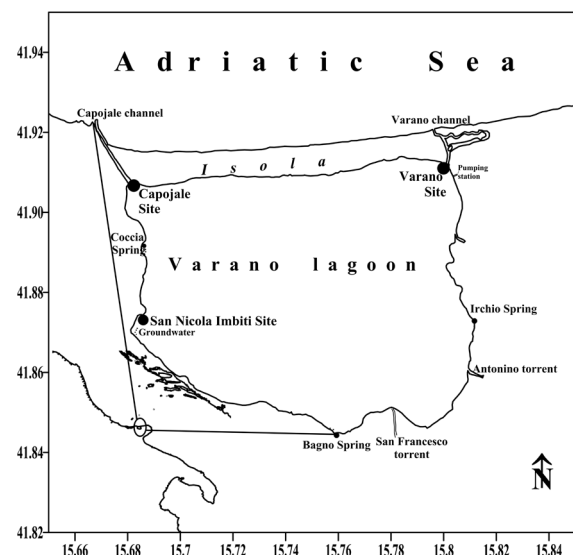 41.94
Adriatic Sea
Capojale channel
Varano channel
41.92
Isola
Pumping
station
Varano
Site
Capojale
Site
41.90
Coccia
Spring
Varano lagoon
41.88
San Nicola Imbiti Site
Groundwater
Irchio Spring
41.86
Antonino torrent
41.84
Bagno Spring
San Francesco
torrent
N
41.82
15.66 15.68 15.7 15.72 15.74 15.76 15.78 15.8 15.82 15.84